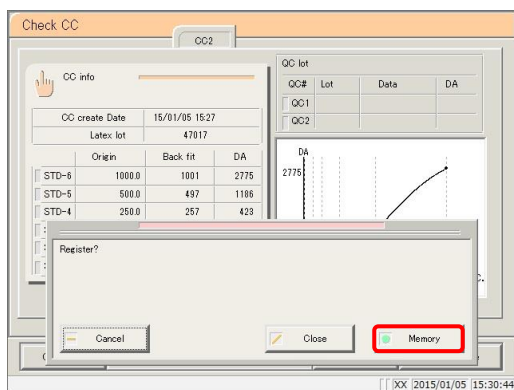 Check CC
CC2
CC info
CC create Date 15/01/05 15:27
Latex lot 47017
Origin Back fit DA
STD-6 1000.0 1001 2775
STD-5 500.0 497 1186
STD-4 250.0 257 423
QC lot
QC# Lot Data DA
QC1
QC2
DA
2775
Register?
Cancel Close Memory
XX 2015/01/05 15:30:44